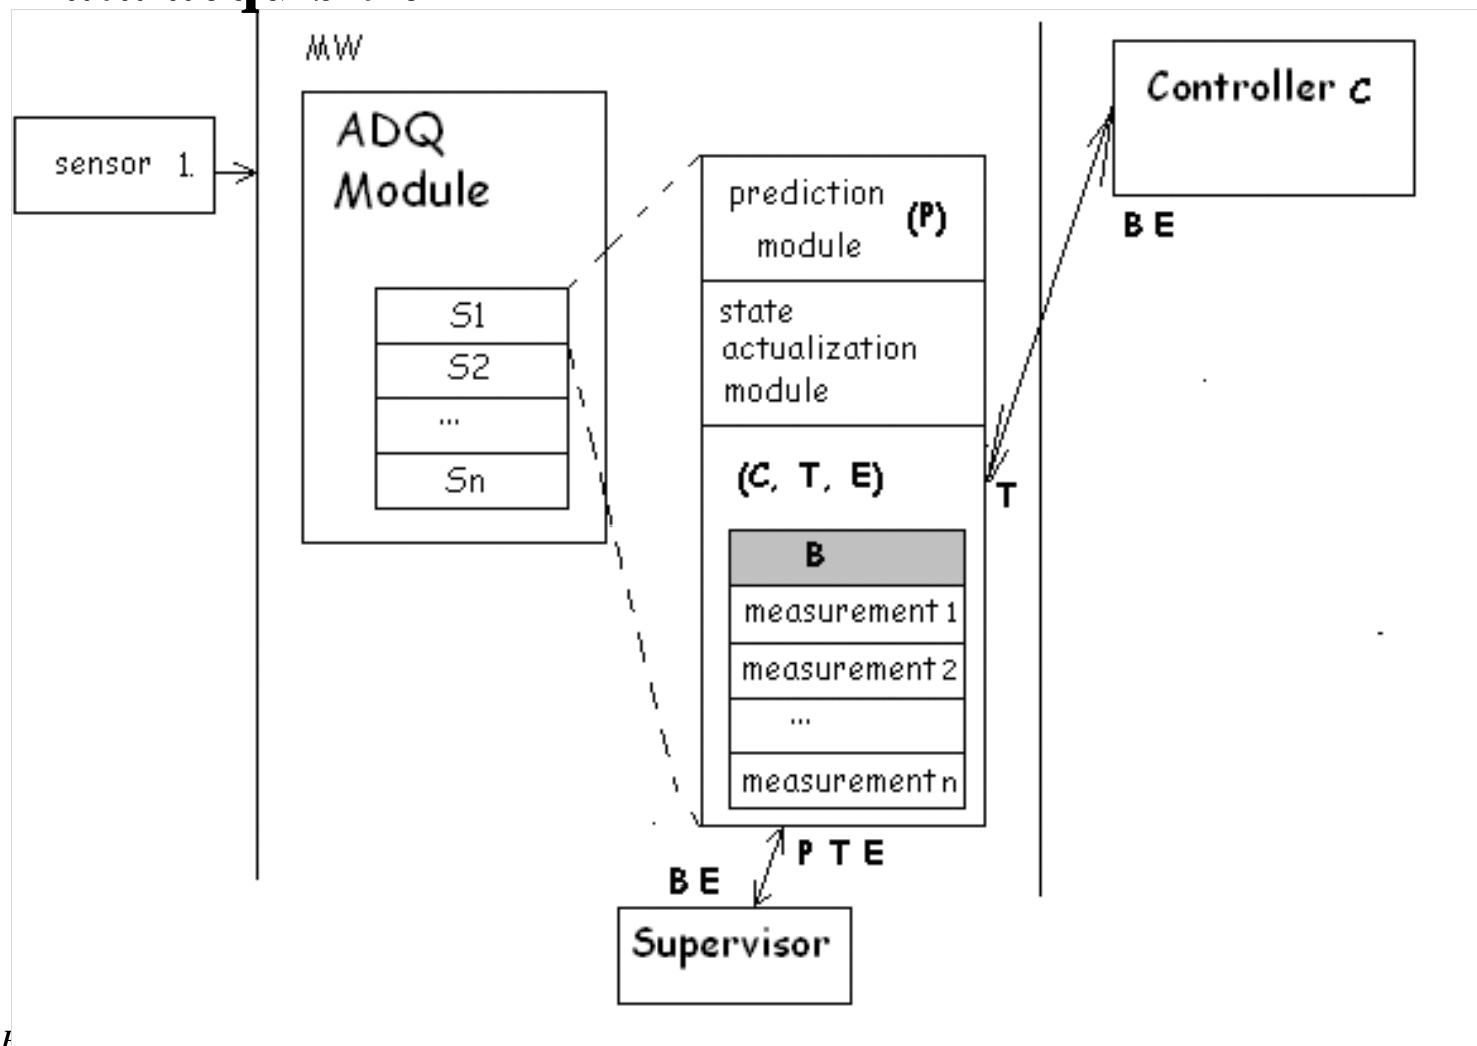 MW
Controller C
ADQ
Module
sensor 1.
prediction
(P)
module
B E
S1
state
S2
actualization
...
module
Sn
(C, T, E)
T
B
measurement 1
measurement 2
...
measurement n
P T E
B E
Supervisor